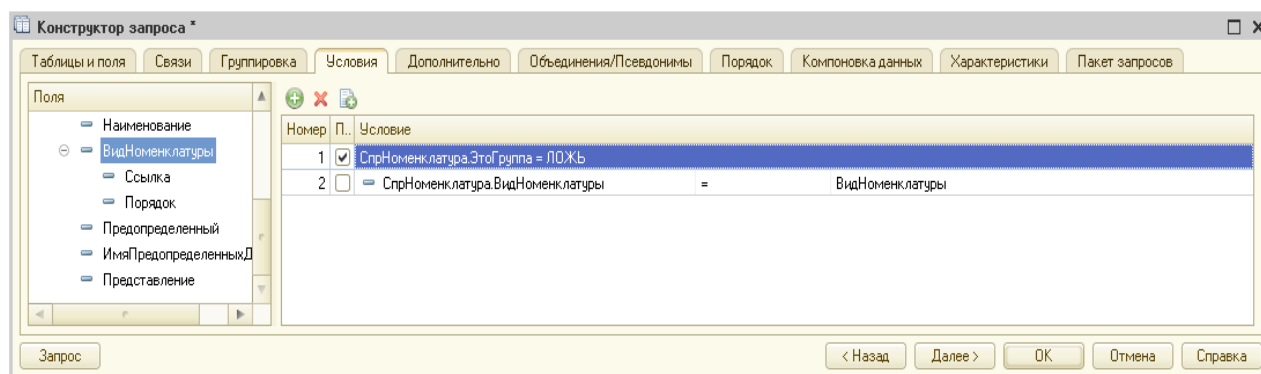 Конструктор запроса *
Таблицы и поля Связи Группировка Условия Дополнительно Объединения/Псевдонимы Порядок Компоновка данных Характеристики Пакет запросов
Поля
Наименование
ВидНоменклатуры
Ссылка
Порядок
Предопределенный
ИмяПредопределенныхД
Представление
Номер П.. Условие
1 СпрНоменклатура.ЭтоГруппа = ЛОЖЬ
2 СпрНоменклатура.ВидНоменклатуры = ВидНоменклатуры
Запрос < Назад Далее > ОК Отмена Справка